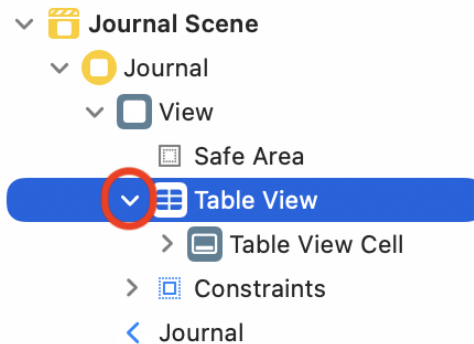 Journal Scene
Journal
View
Safe Area
Table View
Table View Cell
Constraints
Journal